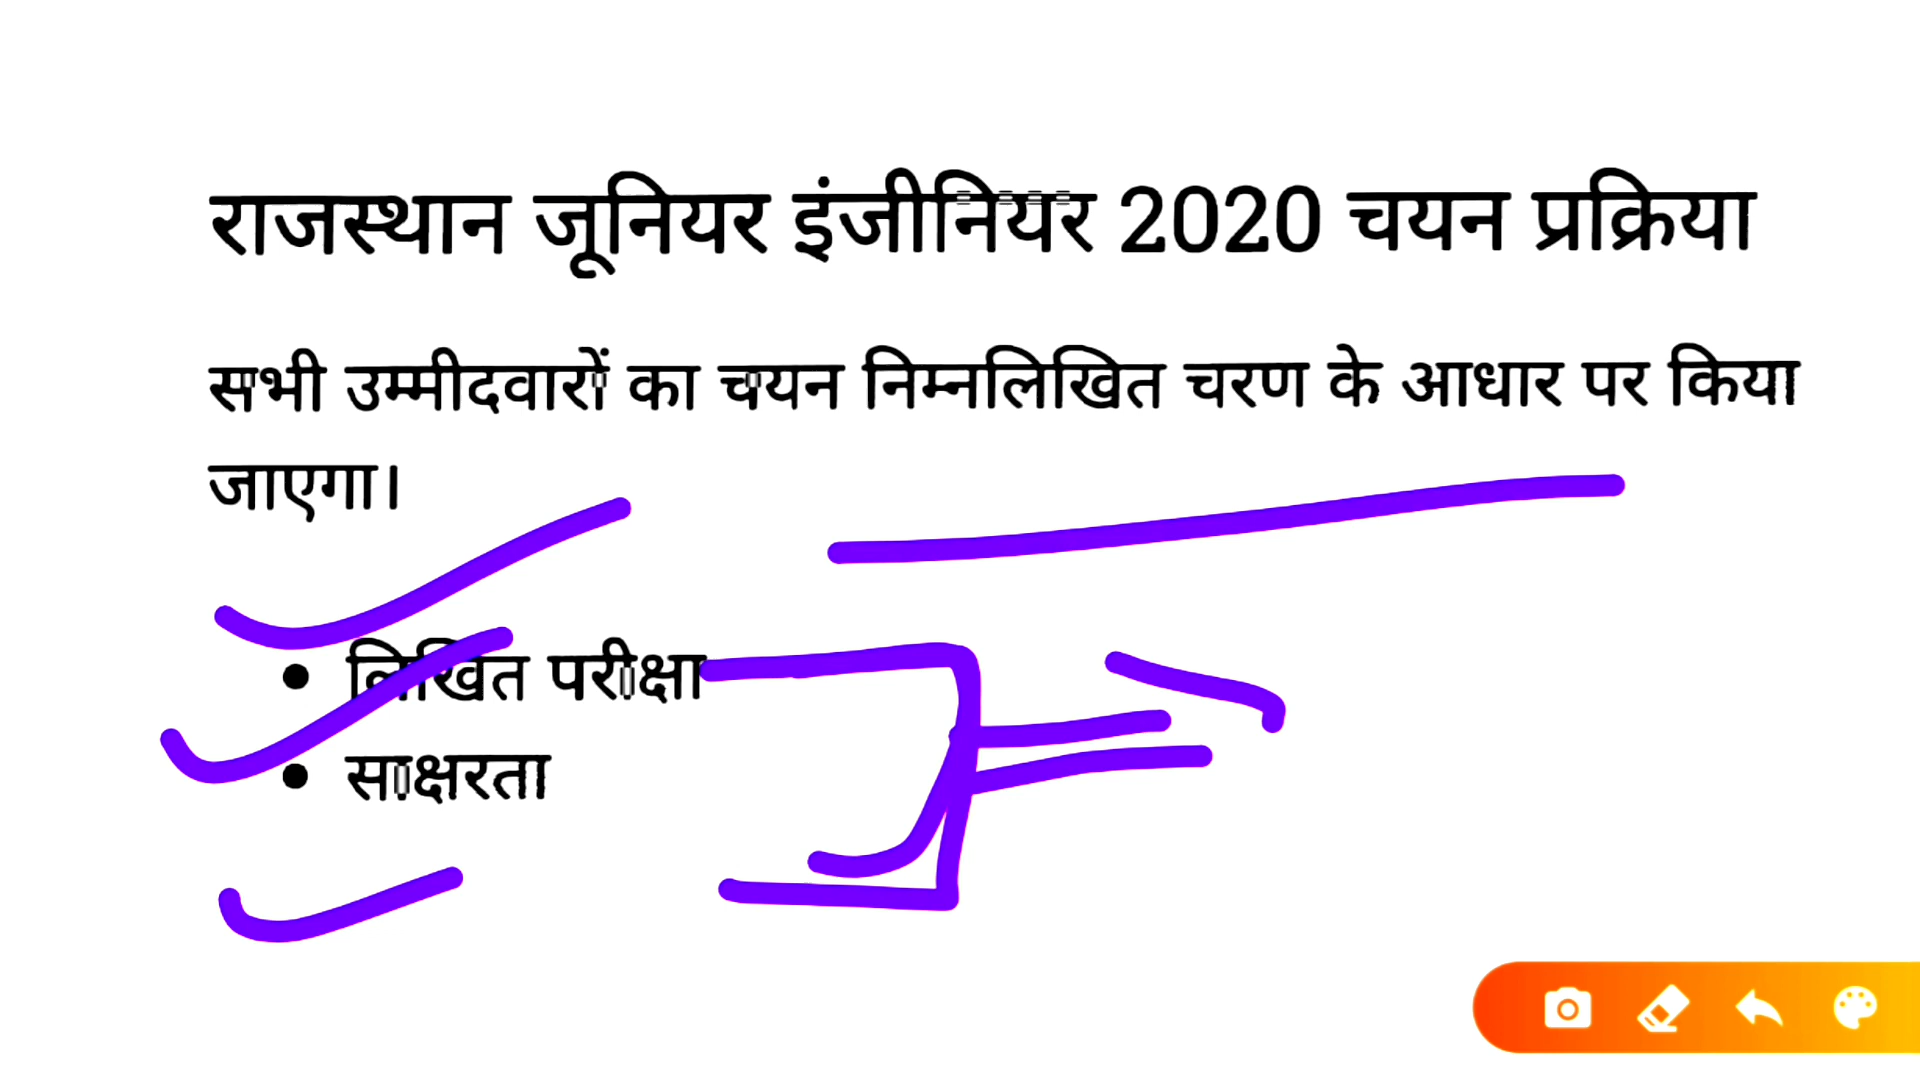 राजस्थान जूनियर इंजीनियर 2020 चयन प्रक्रिया
सभी उम्मीदवारों का चयन निम्नलिखित चरण के आधार पर किया
जाएगा।
• लिखित परीक्षा
• साक्षरता